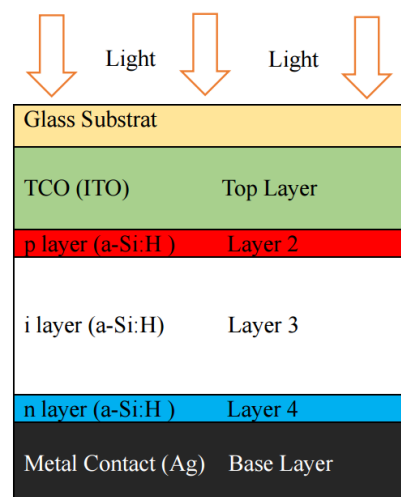 Light Light
Glass Substrat
TCO (ITO) Top Layer
p layer (a-Si:H ) Layer 2
i layer (a-Si:H) Layer 3
n layer (a-Si:H ) Layer 4
Metal Contact (Ag) Base Layer